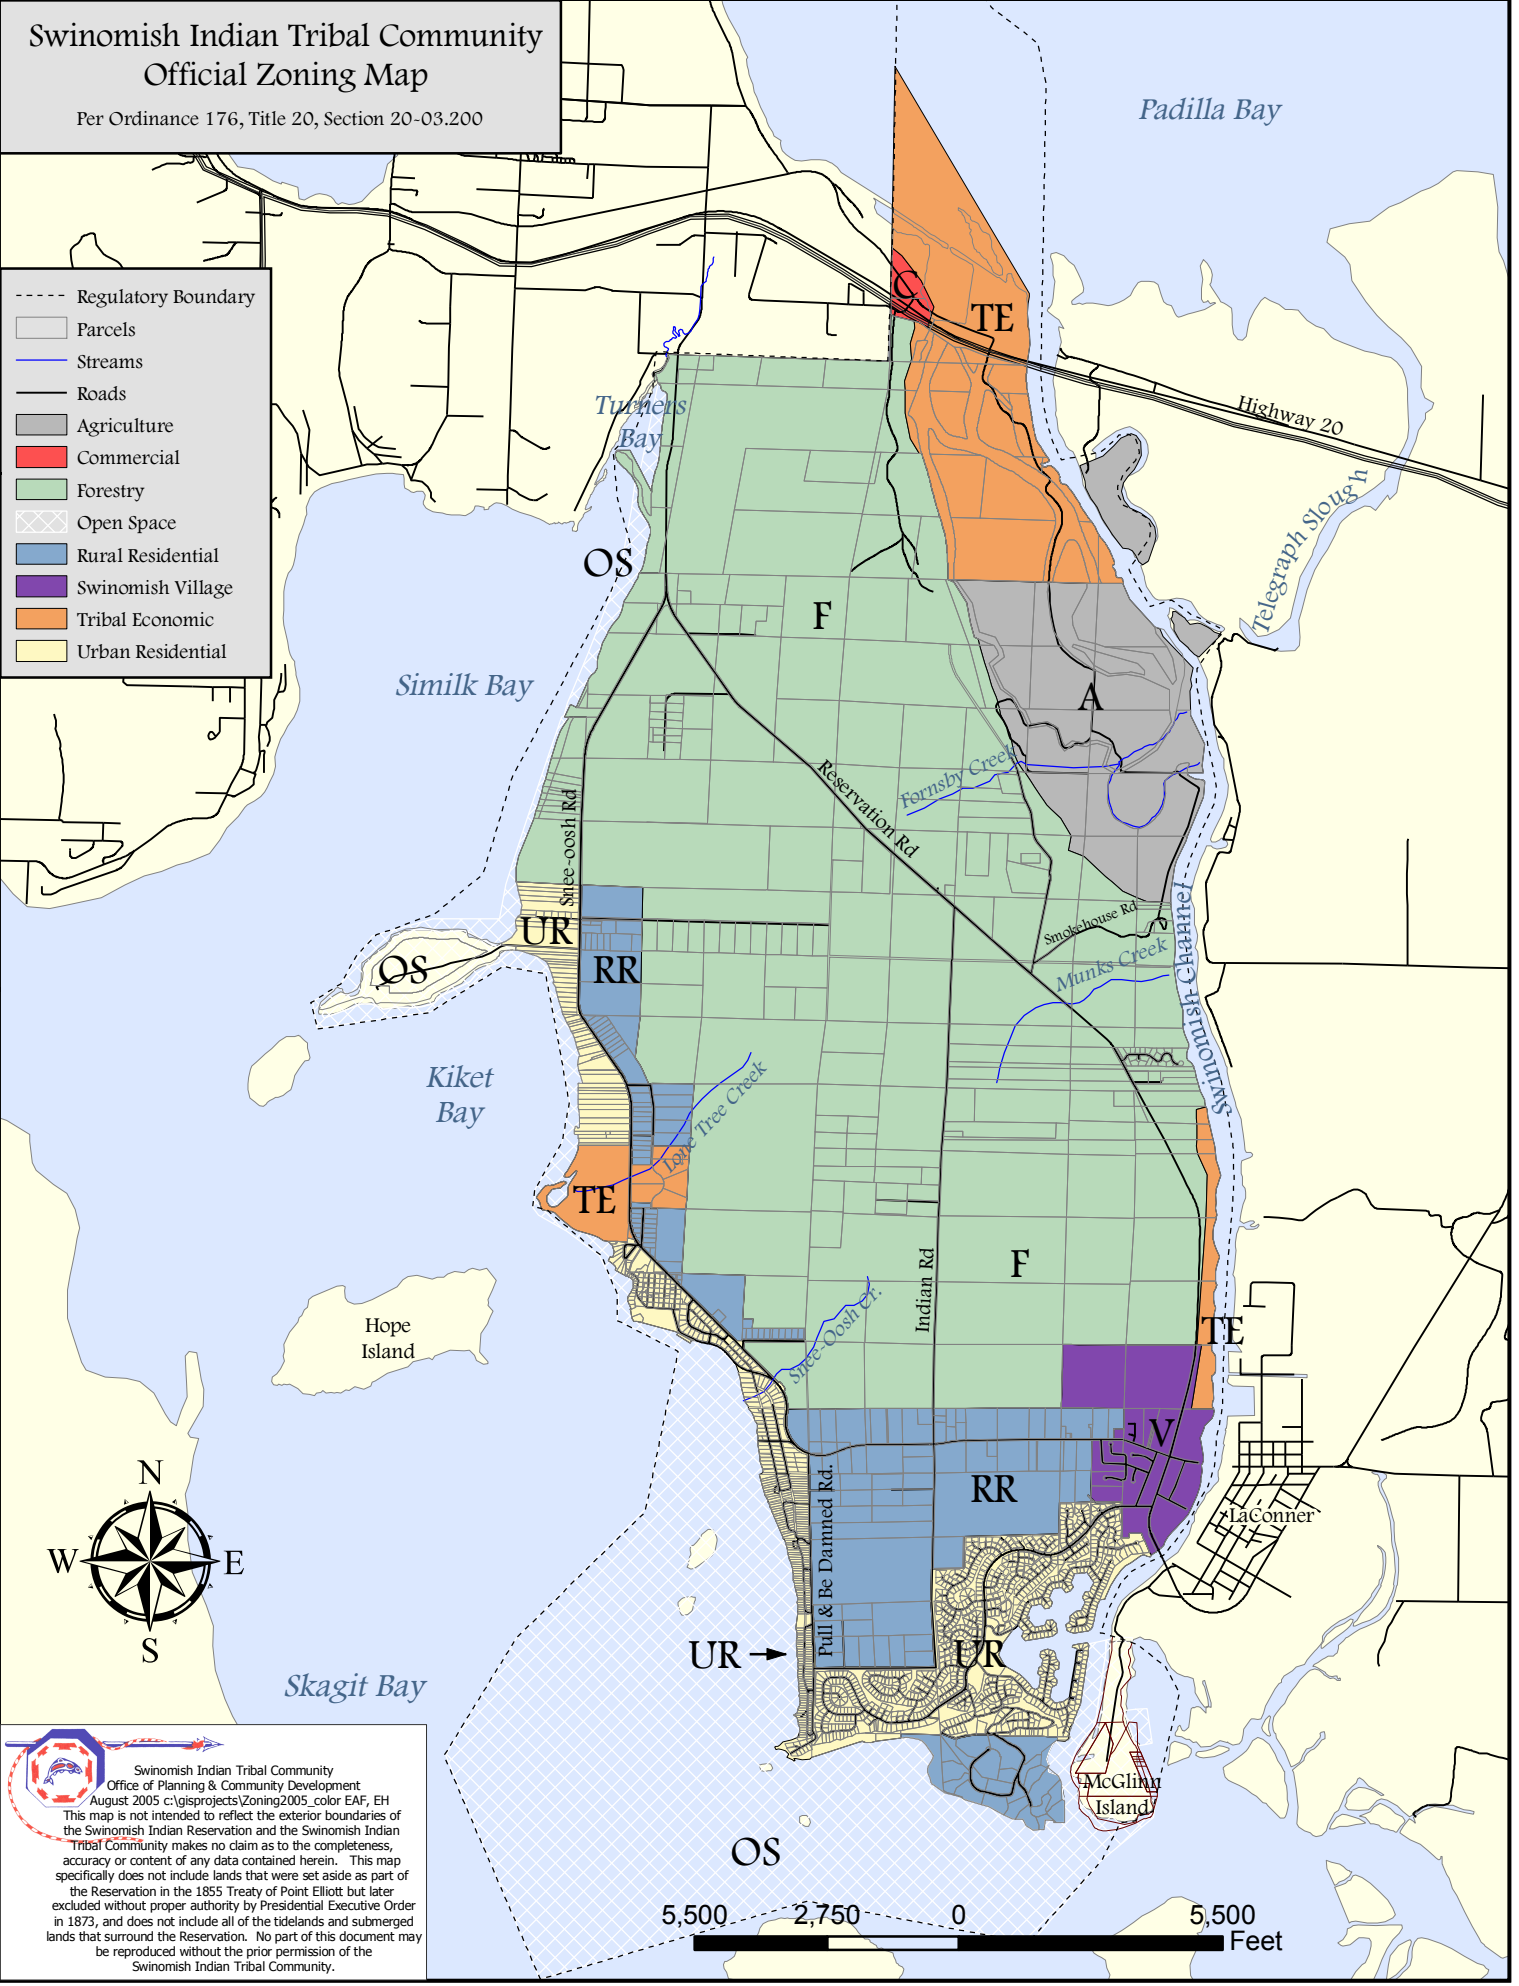 Swinomish Indian Tribal Community
Official Zoning Map
Per Ordinance 176, Title 20, Section 20-03.200
Padilla Bay
Regulatory Boundary
Parcels
Streams
Roads
Agriculture
Commercial
Forestry
Open Space
Rural Residential
Swinomish Village
Tribal Economic
Urban Residential
C
TE
Highway 20
Turners
Bay
Telegraph Slough
OS
F
Similk Bay
A
Fornsby Creek
Reservation Rd
Snee-oosh Rd
Smokehouse Rd
Swinomish Channel
UR
OS
RR
Munks Creek
Kiket
Bay
Lone Tree Creek
TE
F
Indian Rd
Snee-Oosh Cr.
Hope
Island
TE
V
RR
LaConner
Pull & Be Damned Rd.
N
W
E
S
UR
UR
Skagit Bay
McGlinn
Island
OS
5,500
2,750
0
5,500
Feet
Swinomish Indian Tribal Community
Office of Planning & Community Development
August 2005 c:\gisprojects\Zoning2005_color EAF, EH
This map is not intended to reflect the exterior boundaries of
the Swinomish Indian Reservation and the Swinomish Indian
Tribal Community makes no claim as to the completeness,
accuracy or content of any data contained herein. This map
specifically does not include lands that were set aside as part of
the Reservation in the 1855 Treaty of Point Elliott but later
excluded without proper authority by Presidential Executive Order
in 1873, and does not include all of the tidelands and submerged
lands that surround the Reservation. No part of this document may
be reproduced without the prior permission of the
Swinomish Indian Tribal Community.